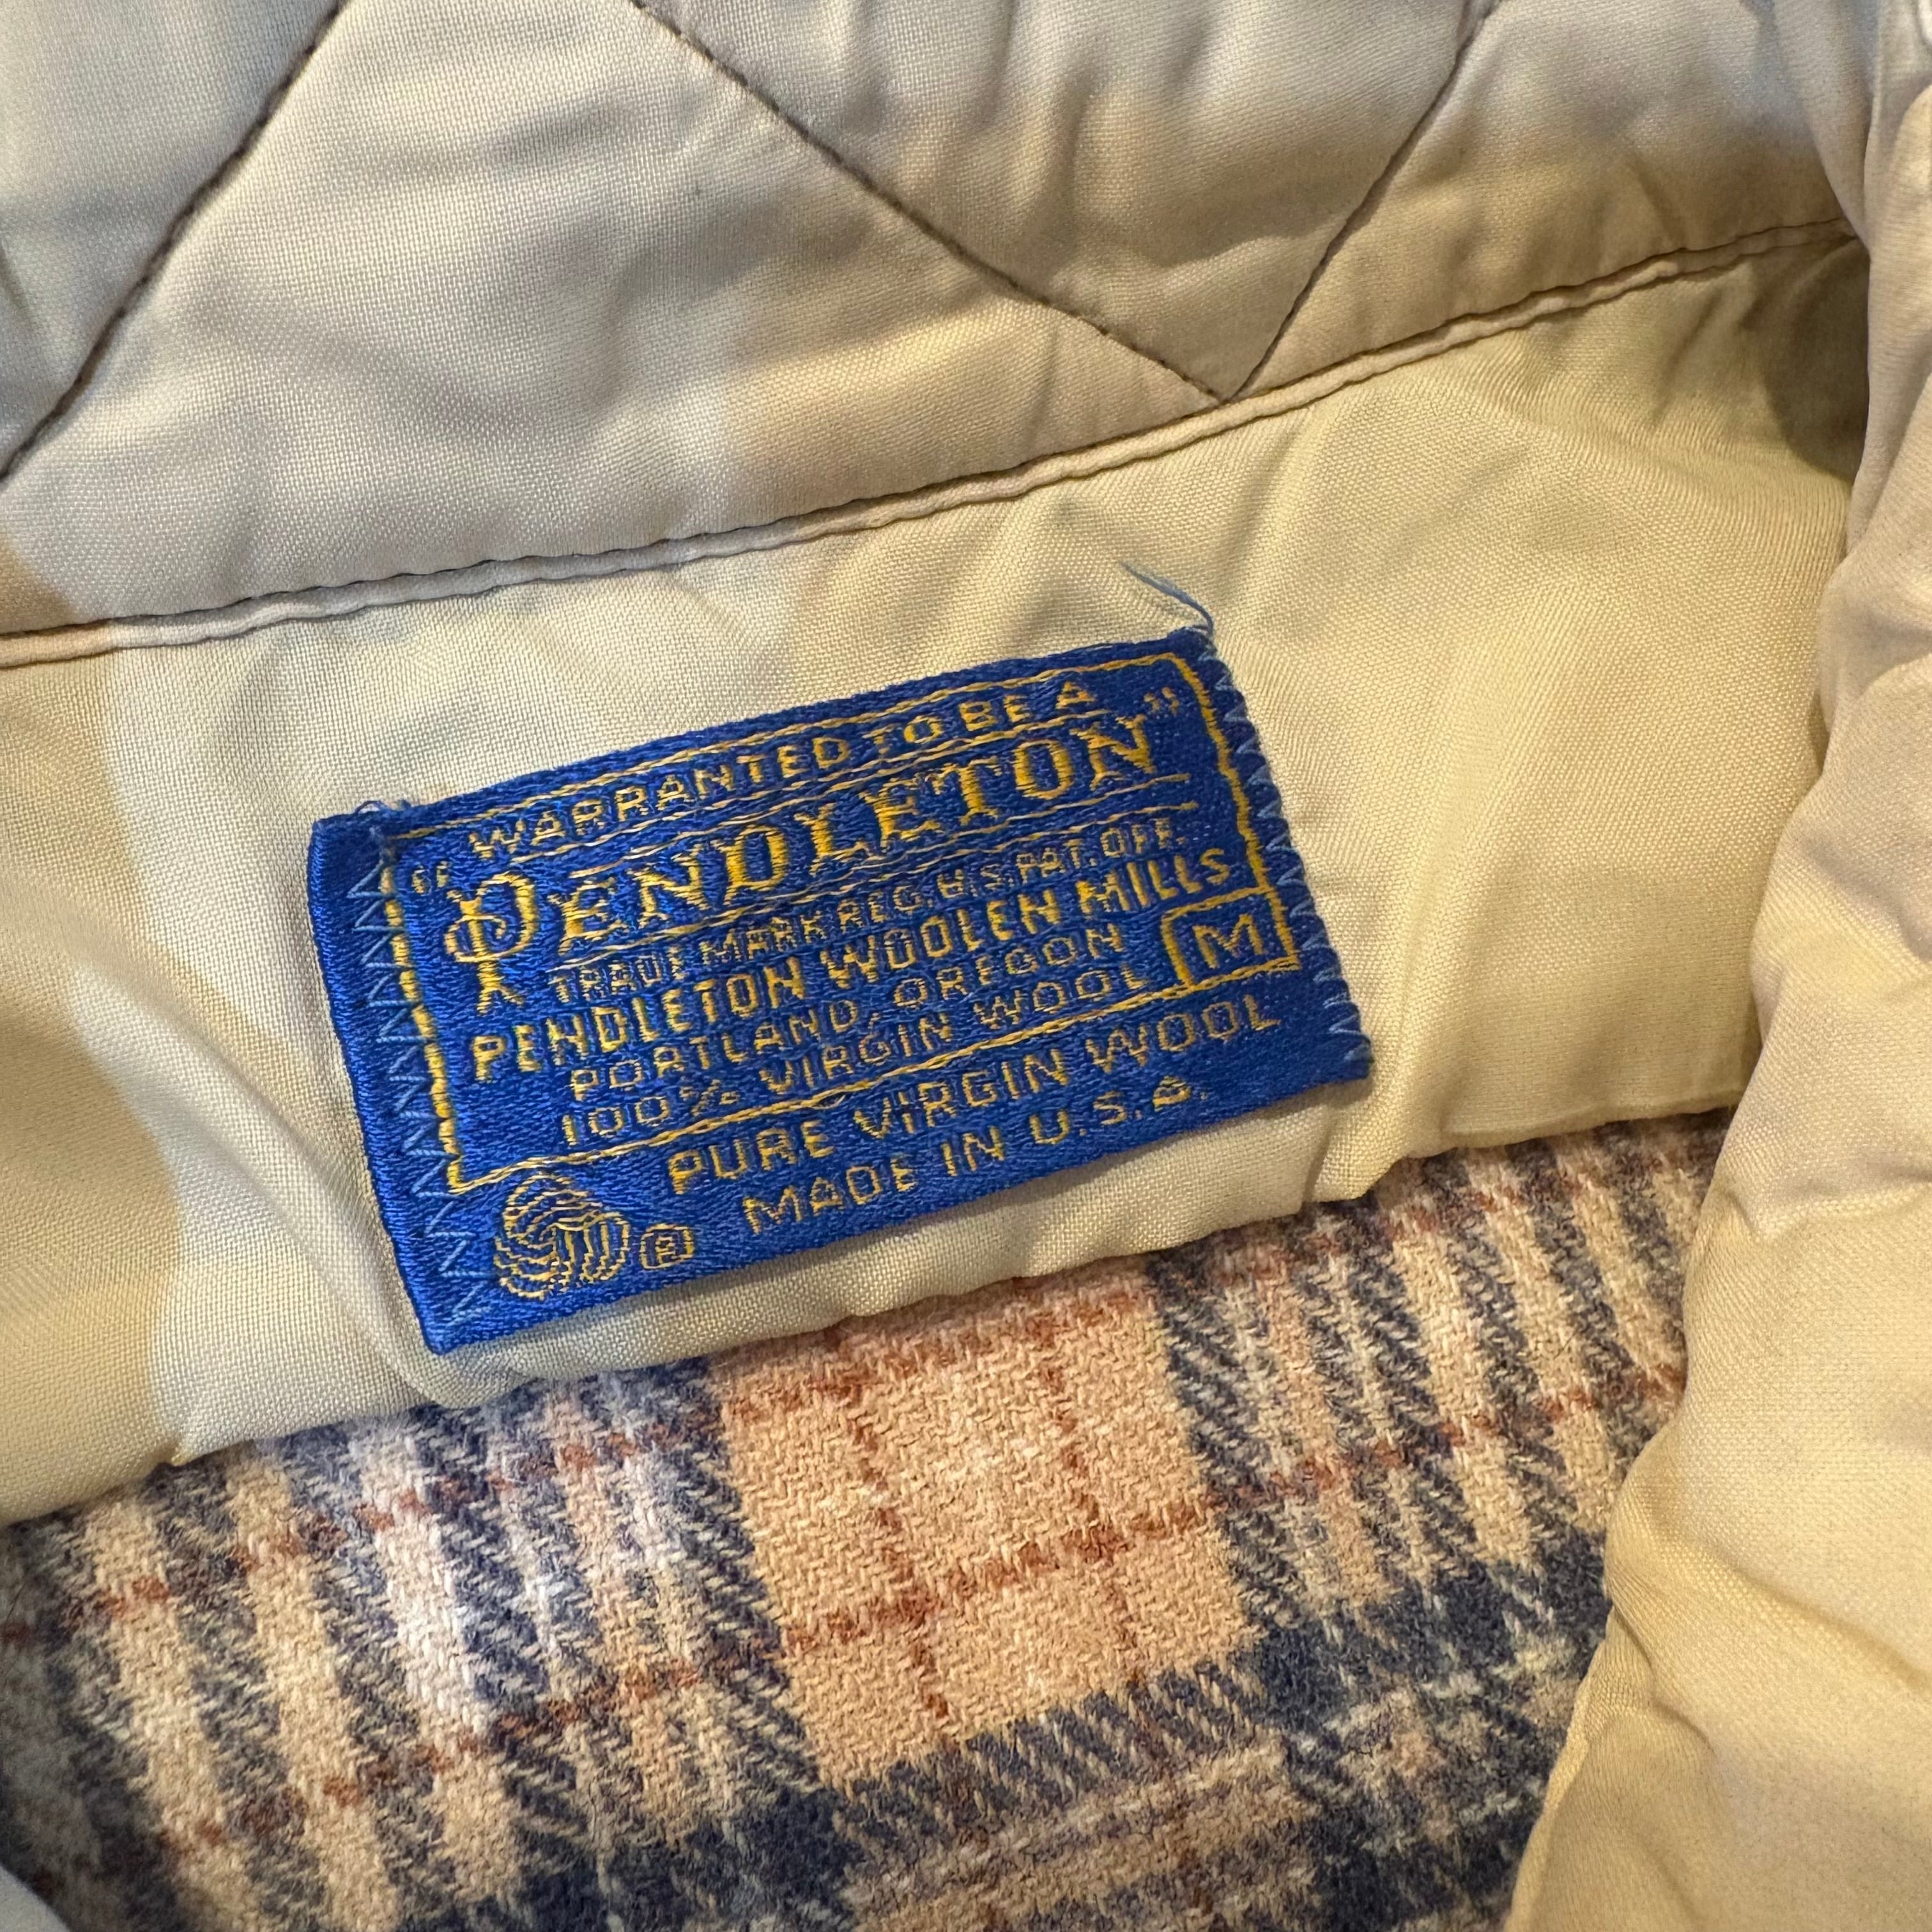 "WARRANTED TO BE A
PENDLETON"
TRADE MARK REG. U.S. PAT. OFF.
PENDLETON WOOLEN MILLS
PORTLAND, OREGON
100% VIRGIN WOOL
M
PURE VIRGIN WOOL
® MADE IN U.S.A.